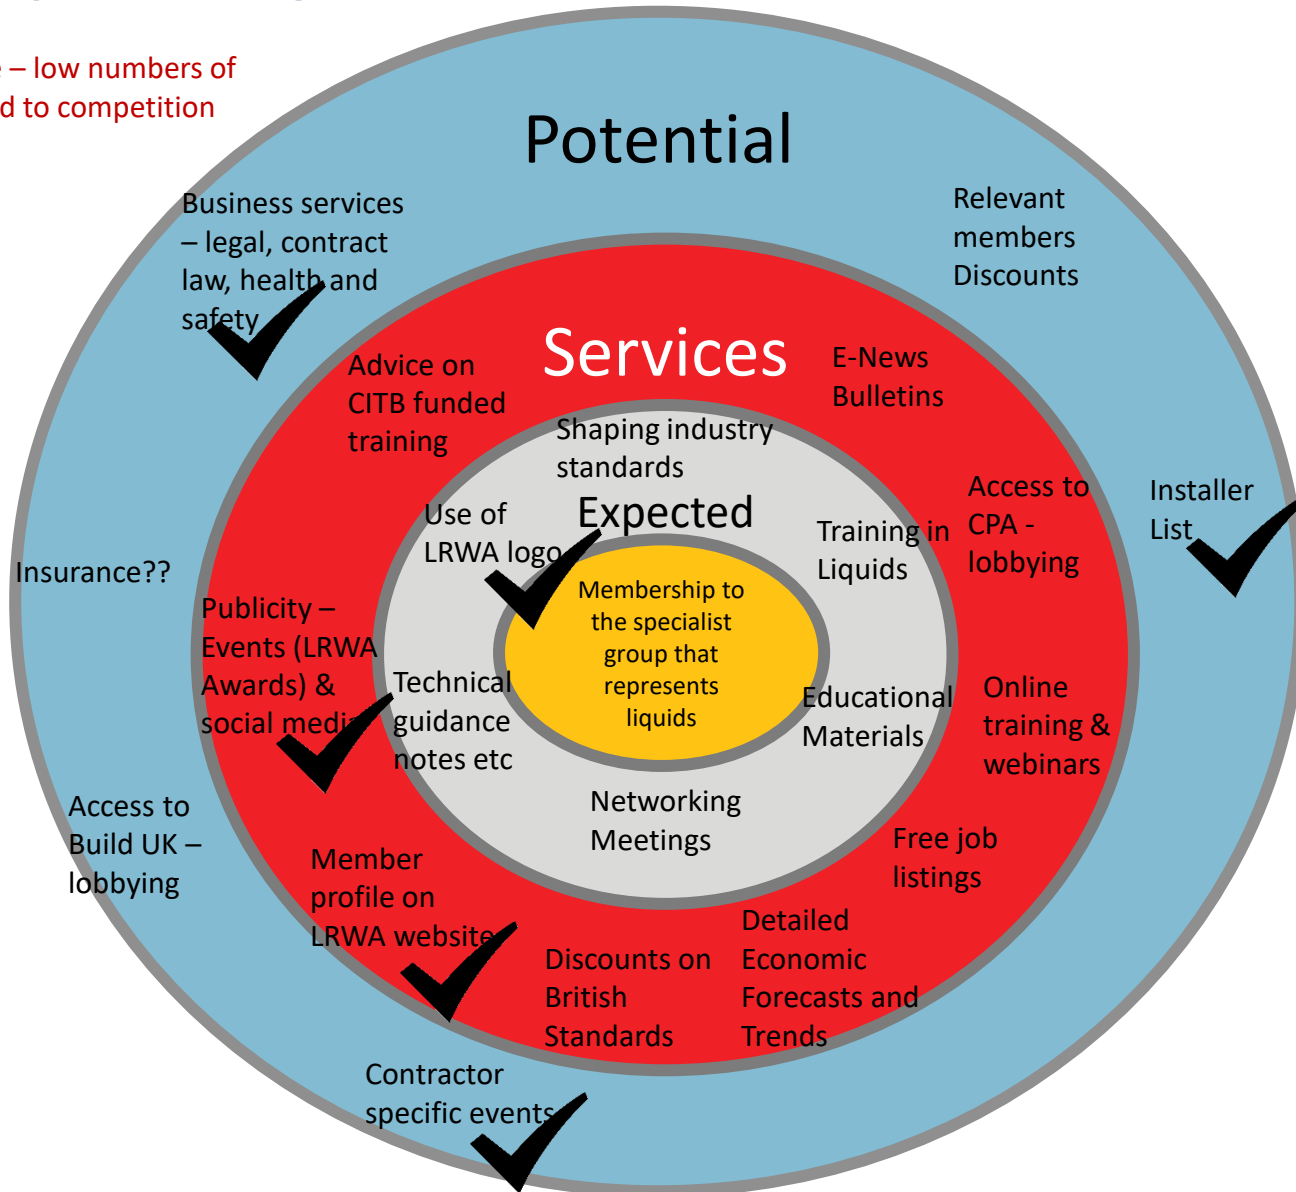 – low numbers of
to competition
Potential
Business services
– legal, contract
law, health and
safety
Relevant
members
Discounts
Services
Advice on
CITB funded
training
E-News
Bulletins
Shaping industry
standards
Expected
Use of
LRWA logo
Training in
Liquids
Access to
CPA -
lobbying
Installer
List
Insurance??
Membership to
the specialist
group that
represents
liquids
Publicity –
Events (LRWA
Awards) &
social media
Technical
guidance
notes etc
Educational
Materials
Online
training &
webinars
Networking
Meetings
Access to
Build UK –
lobbying
Member
profile on
LRWA website
Free job
listings
Discounts on
British
Standards
Detailed
Economic
Forecasts and
Trends
Contractor
specific events